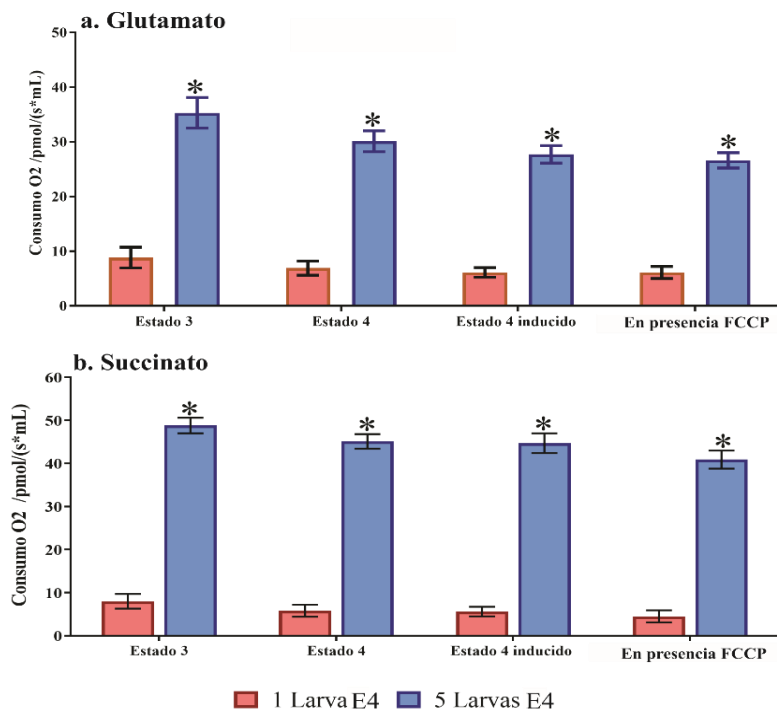 a. Glutamato
Consumo O2 /pmol/(s*mL)
50
40
30
20
10
0
* * * *
Estado 3 Estado 4 Estado 4 inducido En presencia FCCP
b. Succinato
Consumo O2 /pmol/(s*mL)
60
50
40
30
20
10
0
* * * *
Estado 3 Estado 4 Estado 4 inducido En presencia FCCP
1 Larva E4 5 Larvas E4